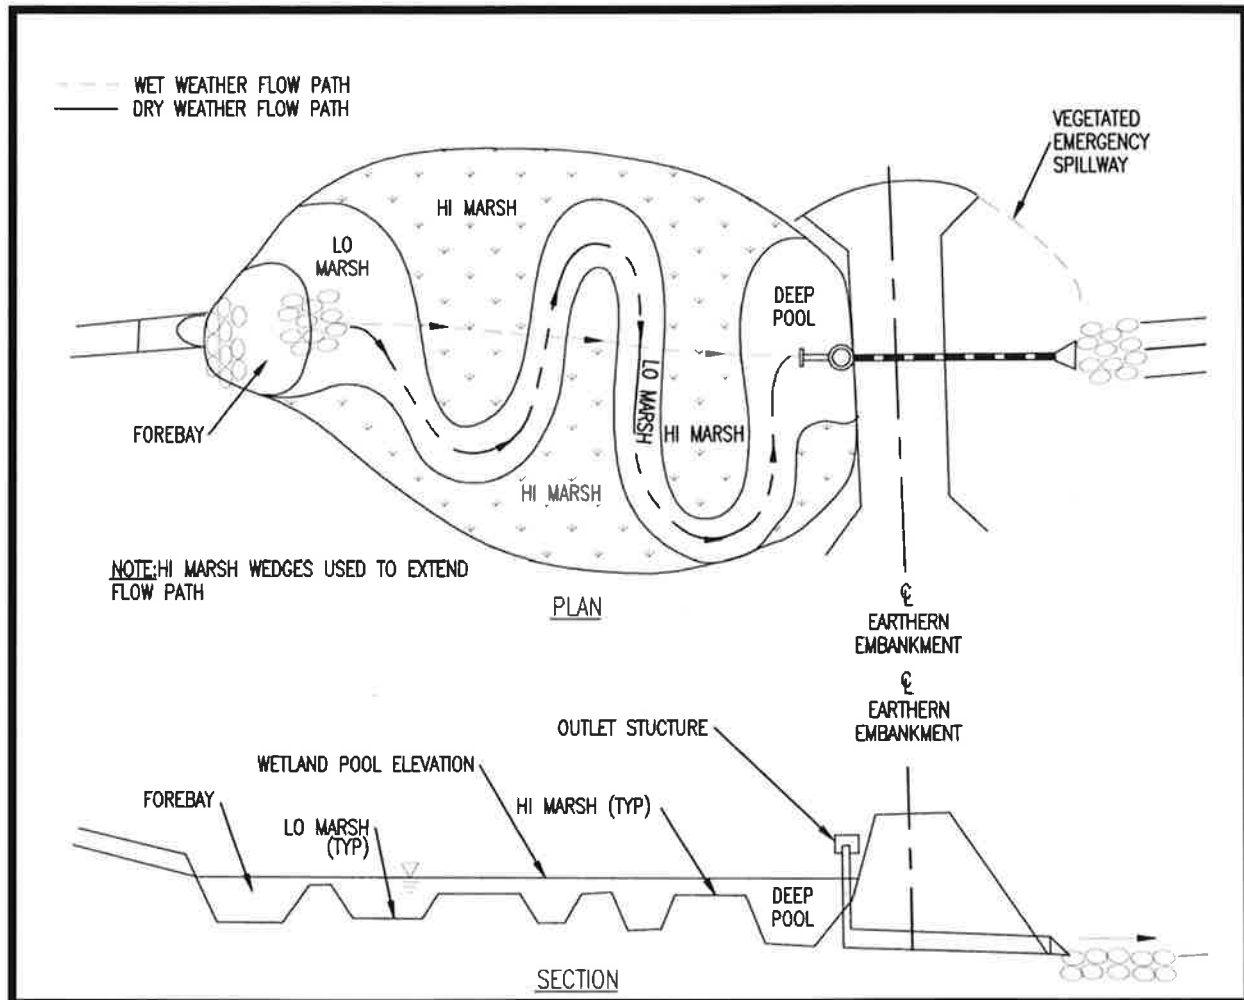 WET WEATHER FLOW PATH
DRY WEATHER FLOW PATH
VEGETATED
EMERGENCY
SPILLWAY
HI MARSH
LO
MARSH
DEEP
POOL
LO MARSH
HI MARSH
FOREBAY
HI MARSH
NOTE:HI MARSH WEDGES USED TO EXTEND
FLOW PATH
PLAN
℄
EARTHERN
EMBANKMENT
℄
EARTHERN
EMBANKMENT
OUTLET STUCTURE
WETLAND POOL ELEVATION
FOREBAY
HI MARSH (TYP)
LO MARSH
(TYP)
DEEP
POOL
SECTION